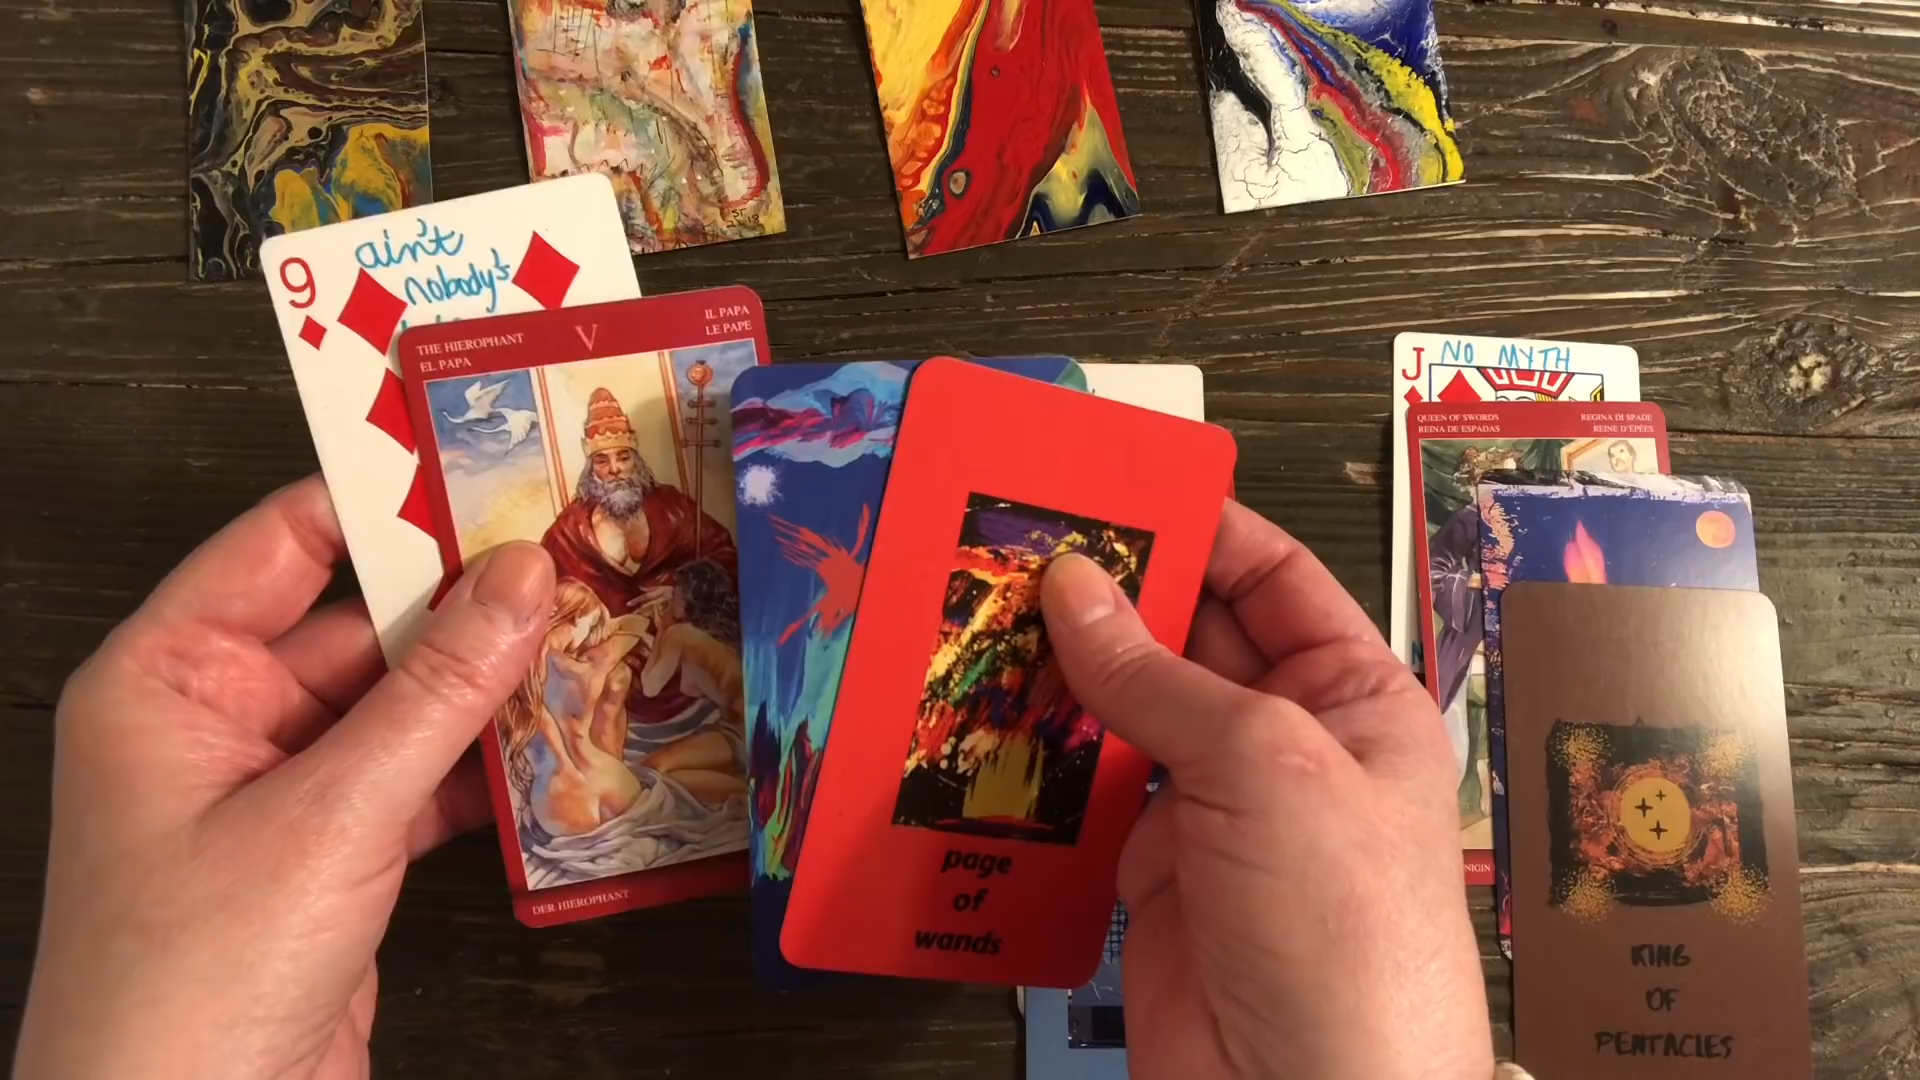 9
ain't
nobody's
THE HIEROPHANT
EL PAPA
V
IL PAPA
LE PAPE
DER HIEROPHANT
page
of
wands
ST
J
NO MYTH
QUEEN OF SWORDS
REINA DE ESPADAS
REGINA DI SPADE
REINE D'ÉPÉES
KING
OF
PENTACLES